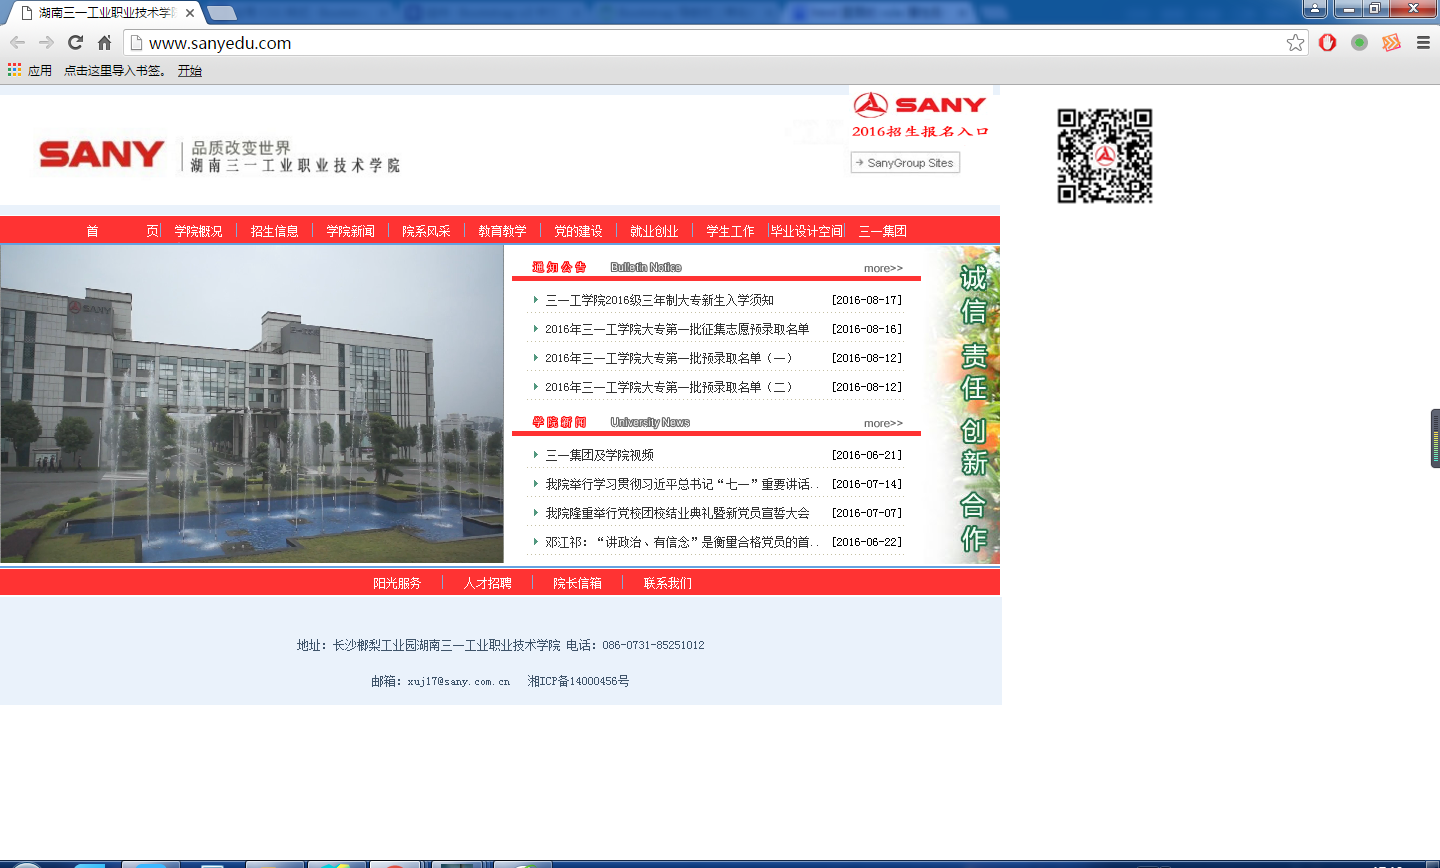 湖南三一工业职业技术学院
www.sanyedu.com
应用 点击这里导入书签。 开始
SANY
2016招生报名入口
SANY 品质改变世界
湖南三一工业职业技术学院
SanyGroup Sites
首 页 学院概况 招生信息 学院新闻 院系风采 教育教学 党的建设 就业创业 学生工作 毕业设计空间 三一集团
通知公告 Bulletin Notice more>>
三一工学院2016级三年制大专新生入学须知 [2016-08-17]
2016年三一工学院大专第一批征集志愿预录取名单 [2016-08-16]
2016年三一工学院大专第一批预录取名单（一） [2016-08-12]
2016年三一工学院大专第一批预录取名单（二） [2016-08-12]
学院新闻 University News more>>
三一集团及学院视频 [2016-06-21]
我院举行学习贯彻习近平总书记“七一”重要讲话.. [2016-07-14]
我院隆重举行党校团校结业典礼暨新党员宣誓大会 [2016-07-07]
邓江祁：“讲政治、有信念”是衡量合格党员的首.. [2016-06-22]
诚信 责任 创新 合作
阳光服务 人才招聘 院长信箱 联系我们
地址：长沙榔梨工业园湖南三一工业职业技术学院 电话：086-0731-85251012
邮箱：xuj17@sany.com.cn 湘ICP备14000456号